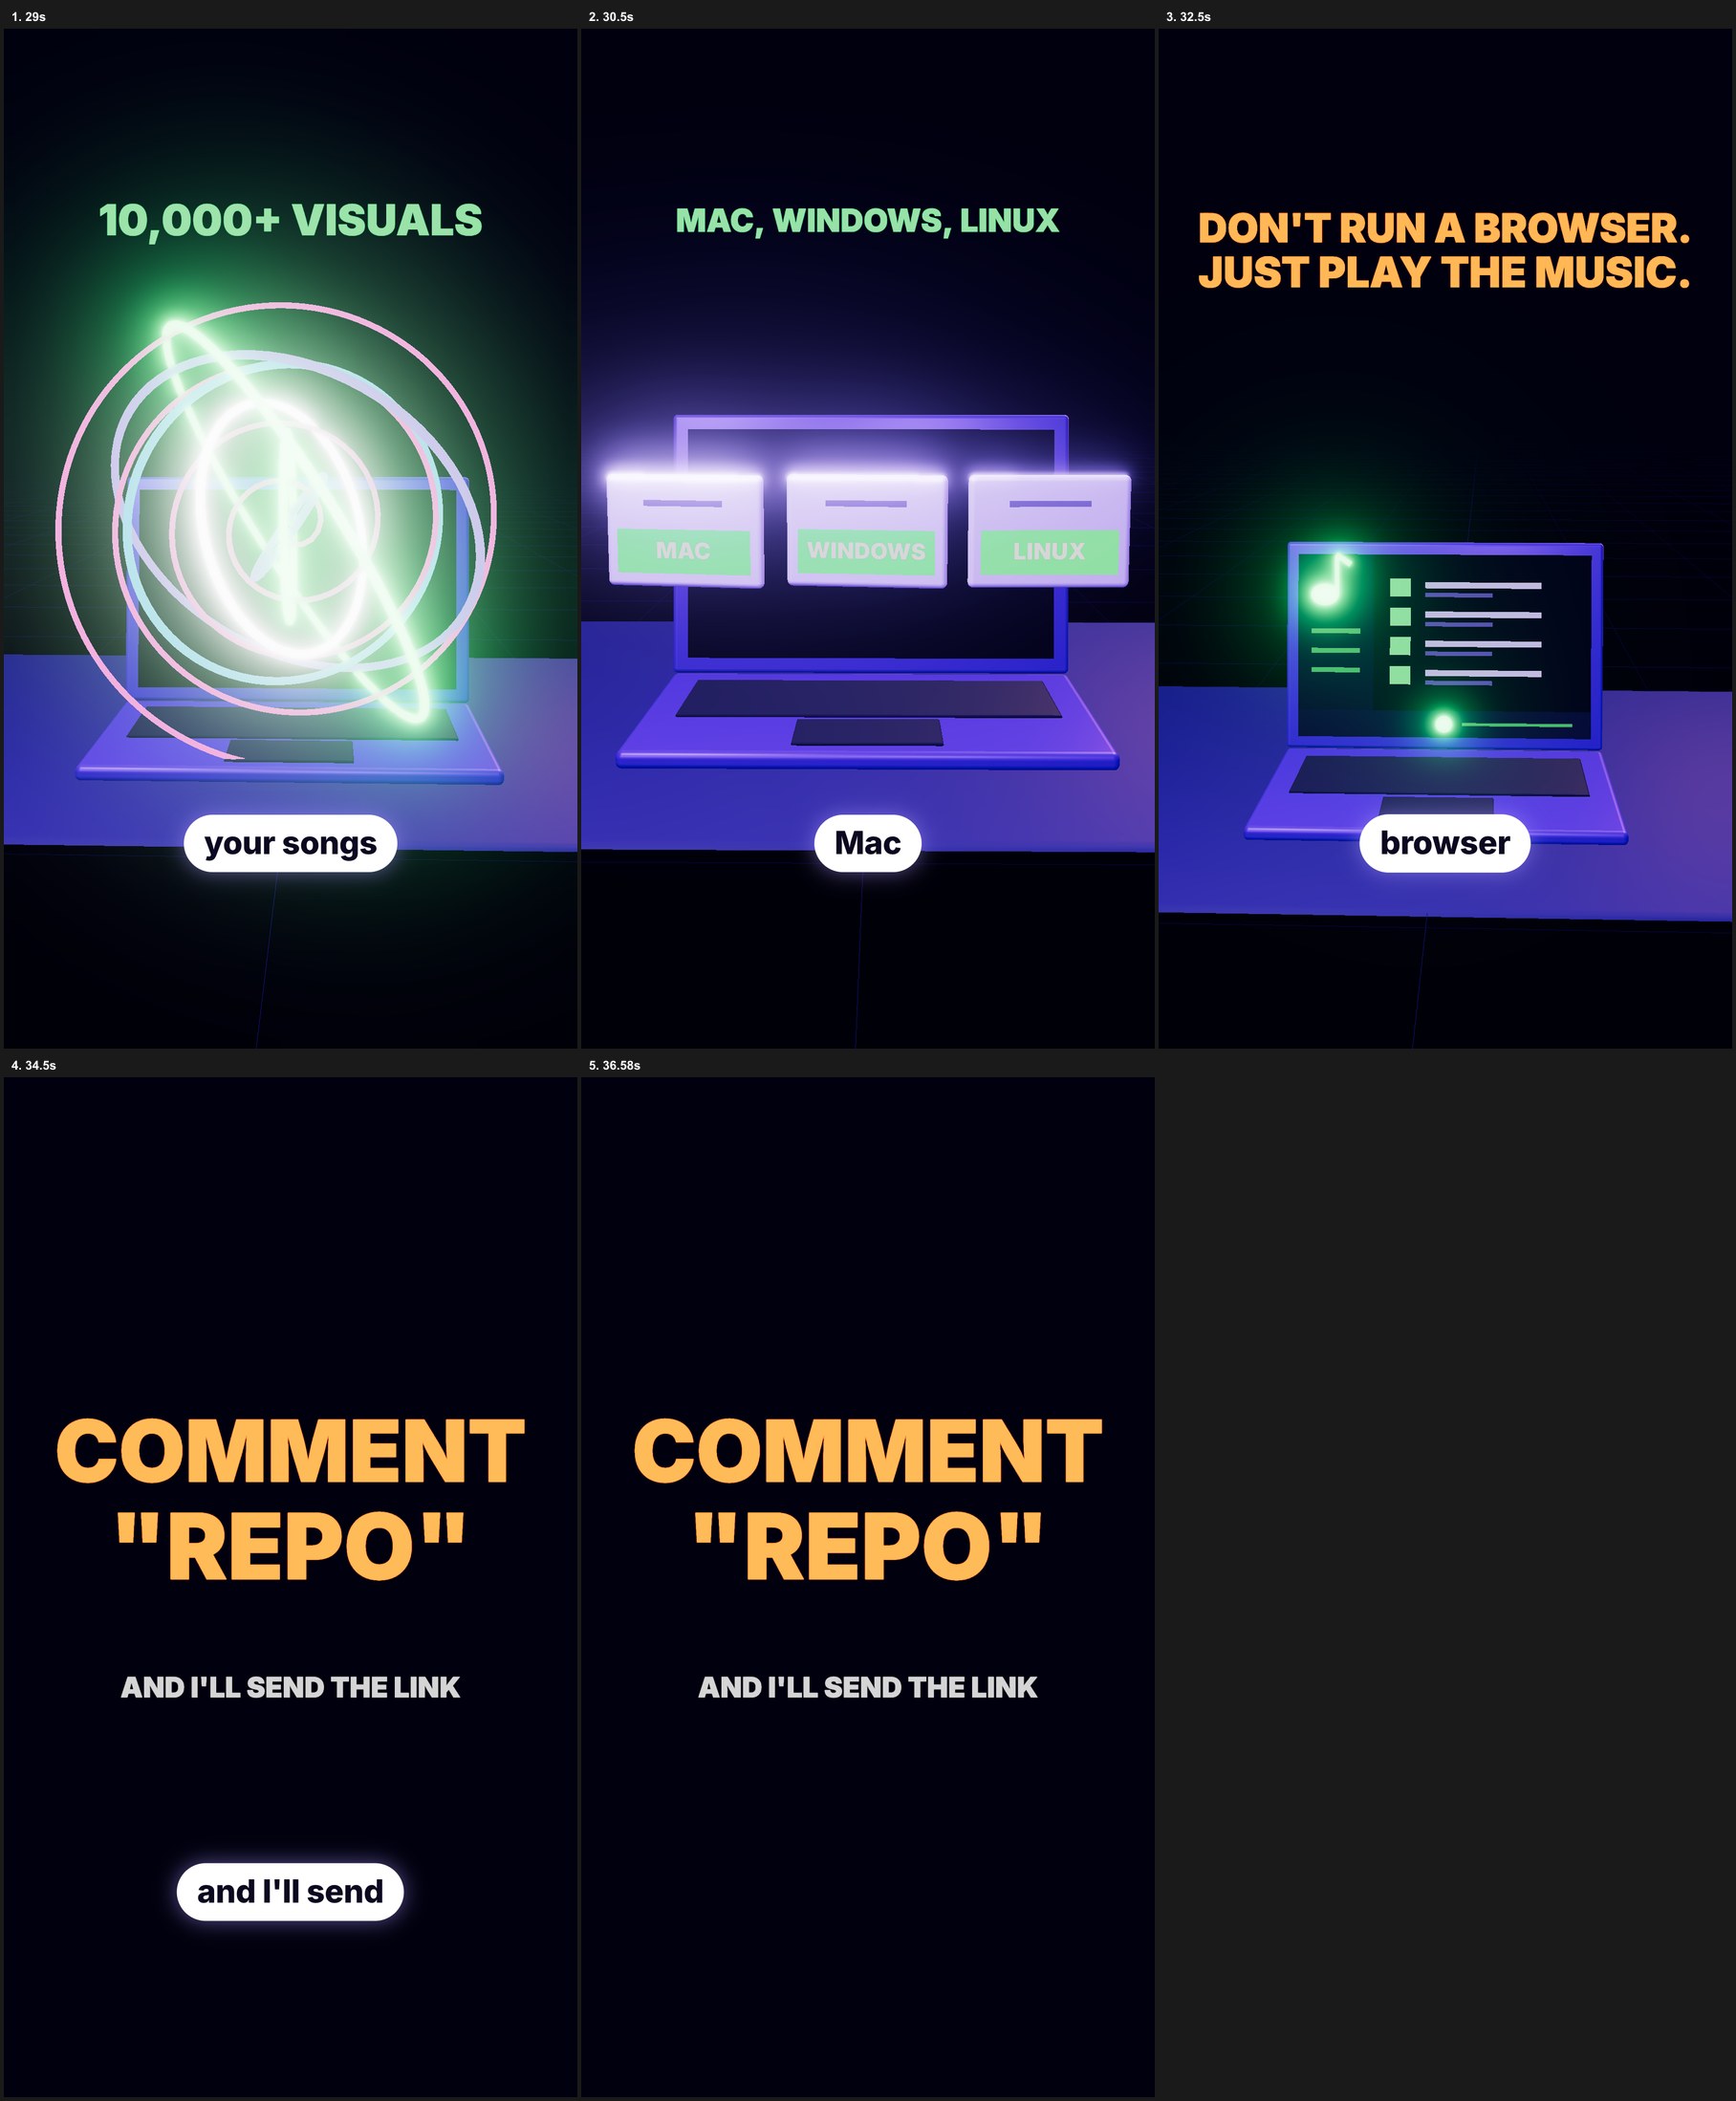 1. 29s
10,000+ VISUALS
your songs
2. 30.5s
MAC, WINDOWS, LINUX
MAC
WINDOWS
LINUX
Mac
3. 32.5s
DON'T RUN A BROWSER.
JUST PLAY THE MUSIC.
browser
4. 34.5s
COMMENT
"REPO"
AND I'LL SEND THE LINK
and I'll send
5. 36.58s
COMMENT
"REPO"
AND I'LL SEND THE LINK